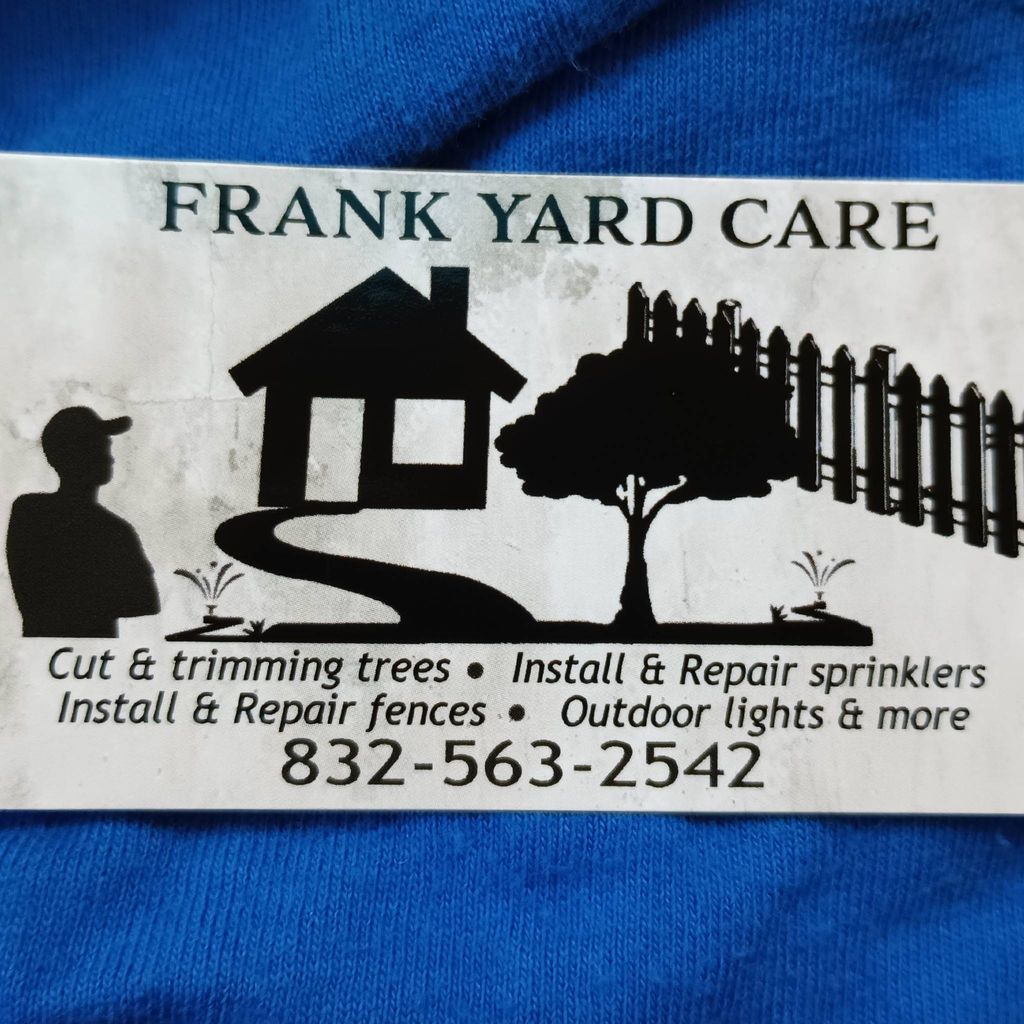 FRANK YARD CARE
Cut & trimming trees • Install & Repair sprinklers
Install & Repair fences • Outdoor lights & more
832-563-2542